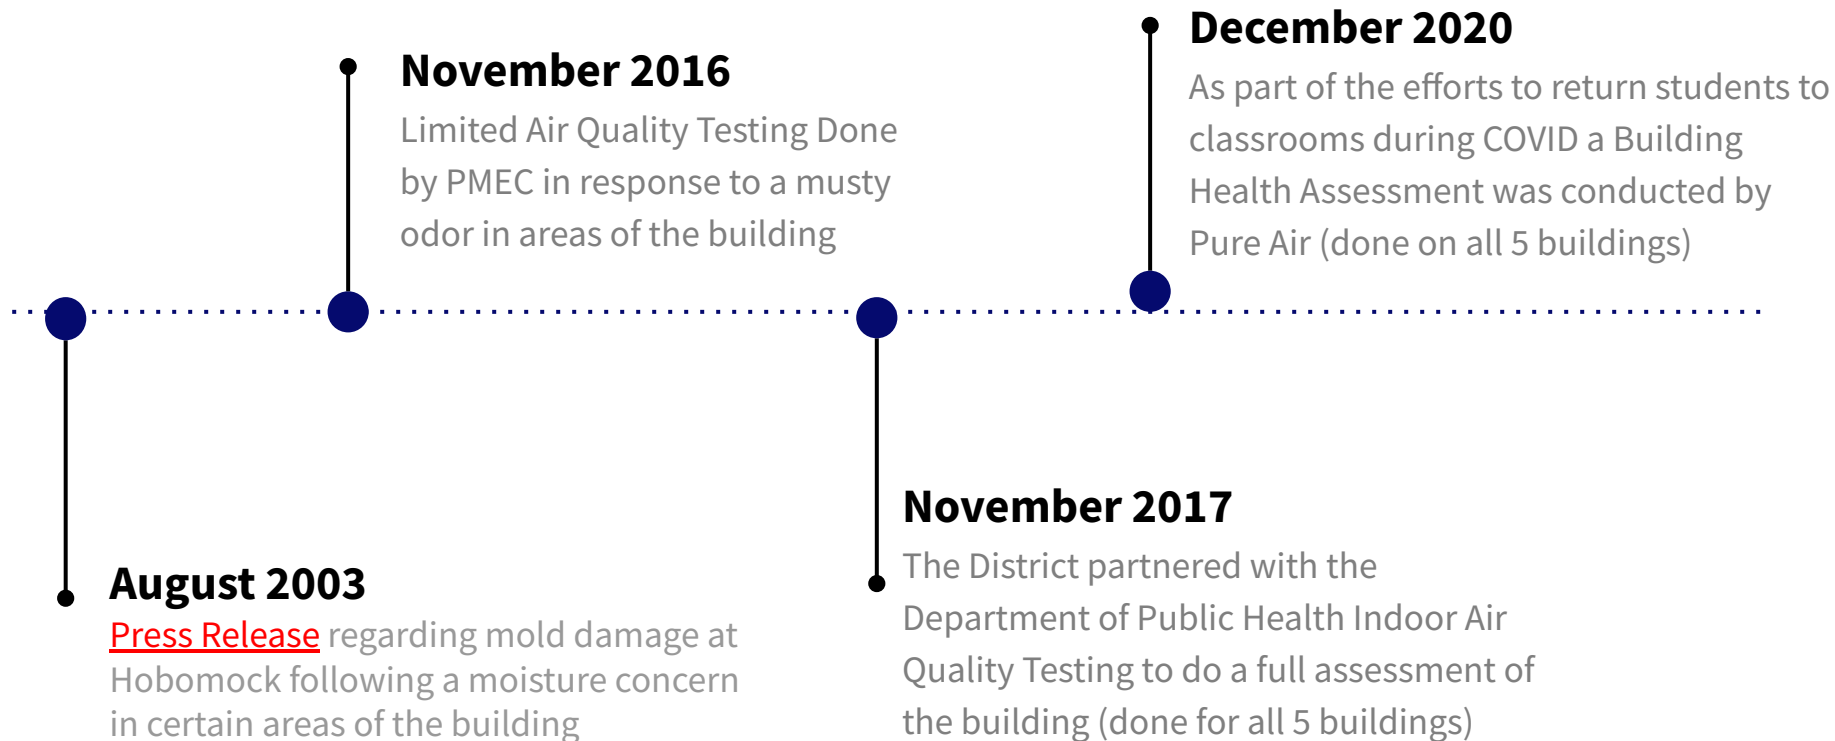 August 2003
Press Release regarding mold damage at
Hobomock following a moisture concern
in certain areas of the building
November 2016
Limited Air Quality Testing Done
by PMEC in response to a musty
odor in areas of the building
November 2017
The District partnered with the
Department of Public Health Indoor Air
Quality Testing to do a full assessment of
the building (done for all 5 buildings)
December 2020
As part of the efforts to return students to
classrooms during COVID a Building
Health Assessment was conducted by
Pure Air (done on all 5 buildings)